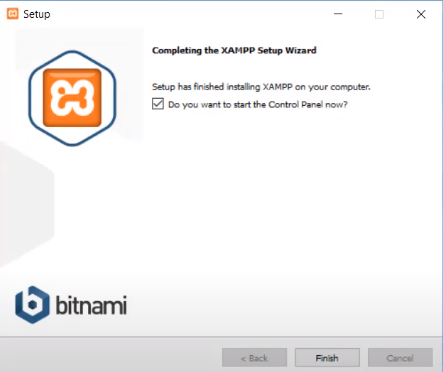 Setup
Completing the XAMPP Setup Wizard
Setup has finished installing XAMPP on your computer.
Do you want to start the Control Panel now?
bitnami
< Back
Finish
Cancel